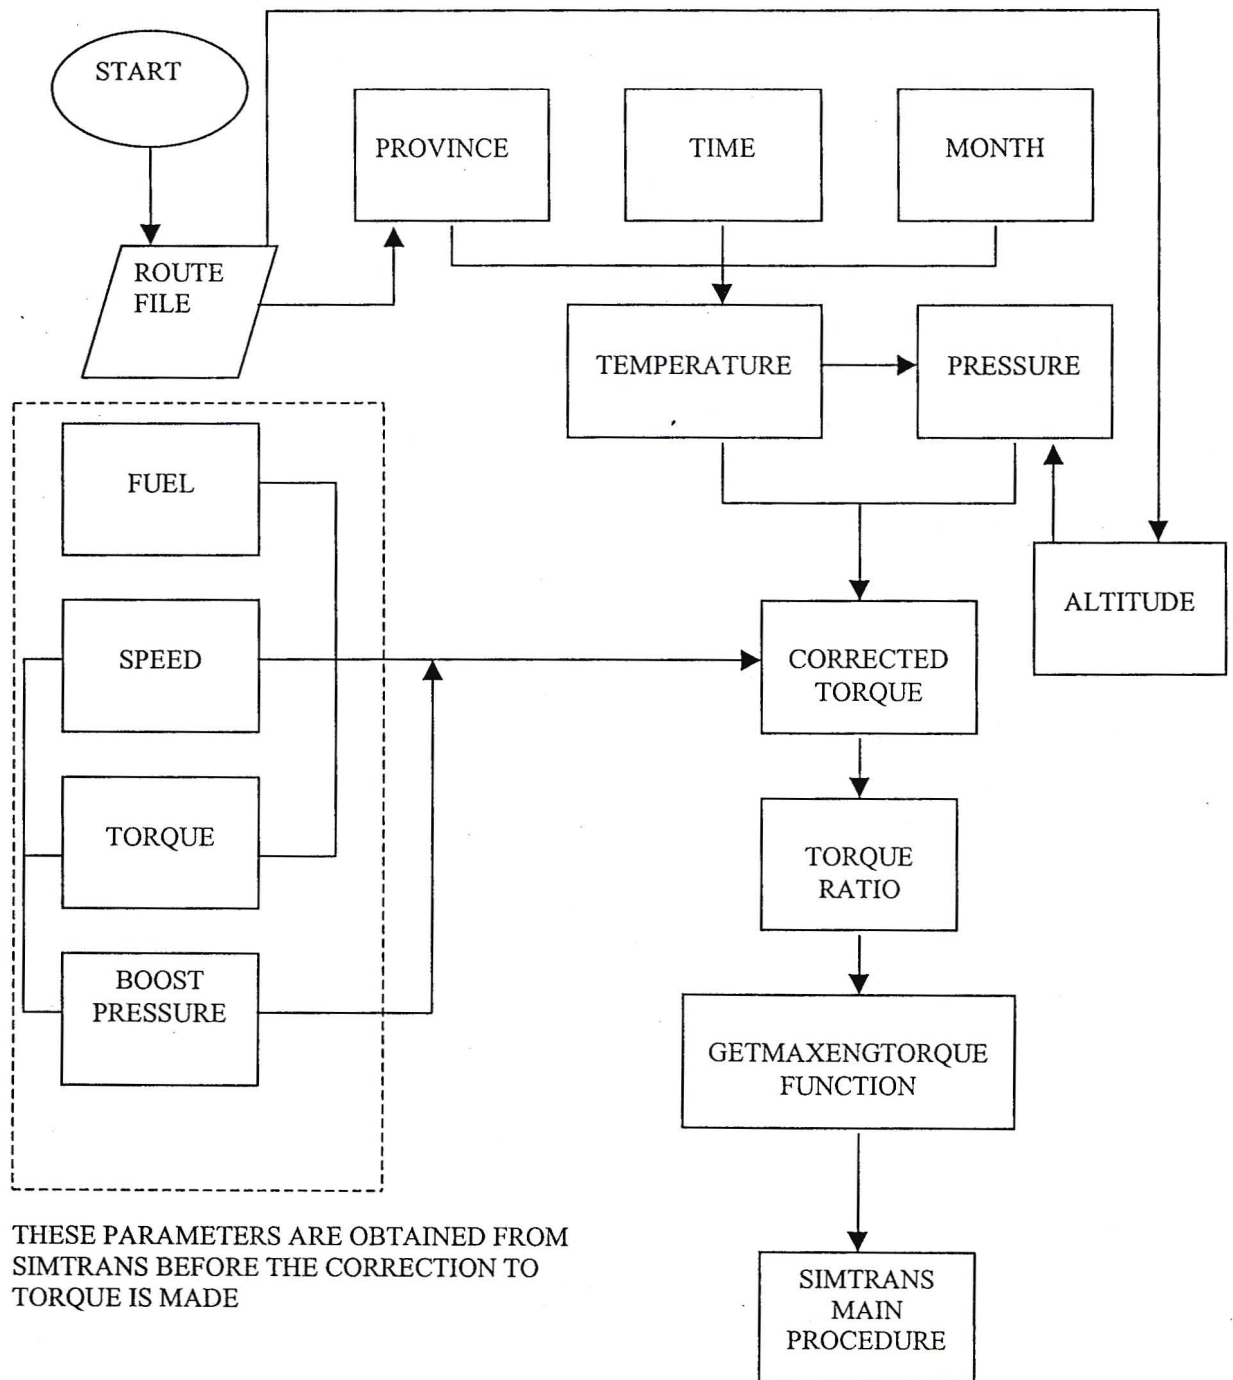 START
PROVINCE
TIME
MONTH
ROUTE
FILE
TEMPERATURE
PRESSURE
FUEL
ALTITUDE
SPEED
CORRECTED
TORQUE
TORQUE
TORQUE
RATIO
BOOST
PRESSURE
GETMAXENGTORQUE
FUNCTION
THESE PARAMETERS ARE OBTAINED FROM
SIMTRANS BEFORE THE CORRECTION TO
TORQUE IS MADE
SIMTRANS
MAIN
PROCEDURE